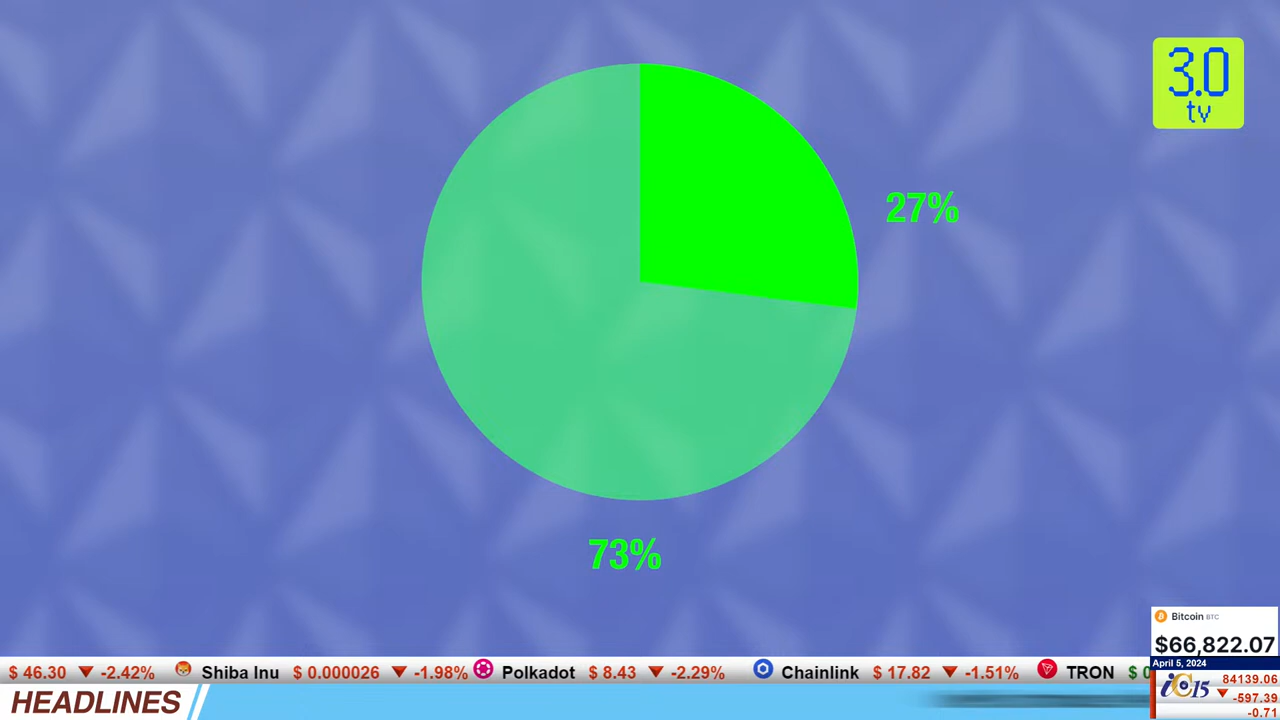 3.0
tv
27%
73%
Bitcoin BTC
$66,822.07
April 5, 2024
$ 46.30 ▼ -2.42% Shiba Inu $ 0.000026 ▼ -1.98% Polkadot $ 8.43 ▼ -2.29% Chainlink $ 17.82 ▼ -1.51% TRON $ 0
HEADLINES
iC15 84139.06
▼ -597.39
-0.71